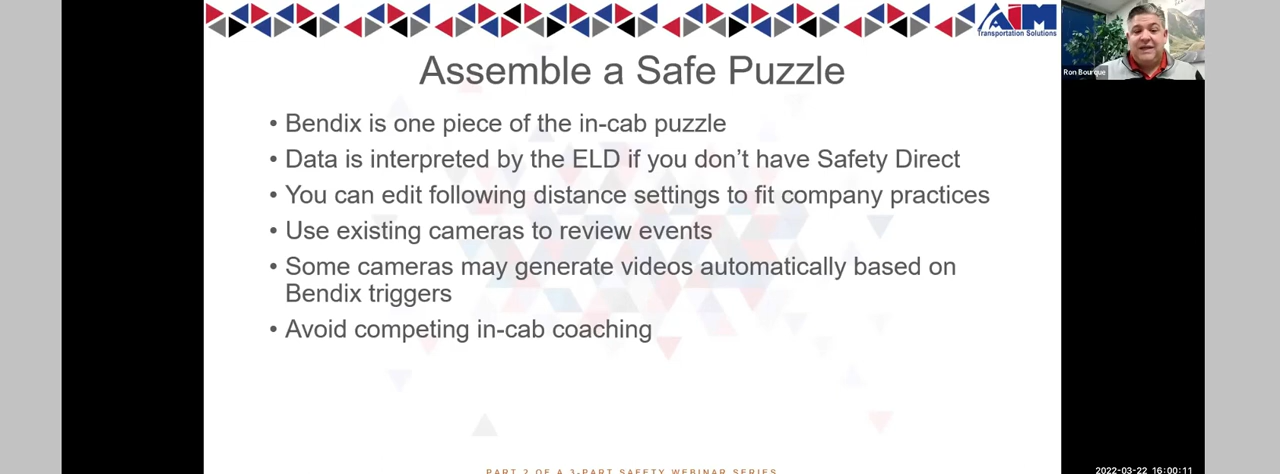 AIM
Transportation Solutions
Ron Bourque
Assemble a Safe Puzzle
• Bendix is one piece of the in-cab puzzle
• Data is interpreted by the ELD if you don’t have Safety Direct
• You can edit following distance settings to fit company practices
• Use existing cameras to review events
• Some cameras may generate videos automatically based on
Bendix triggers
• Avoid competing in-cab coaching
PART 2 OF A 3-PART SAFETY WEBINAR SERIES
2022-03-22 16:00:11